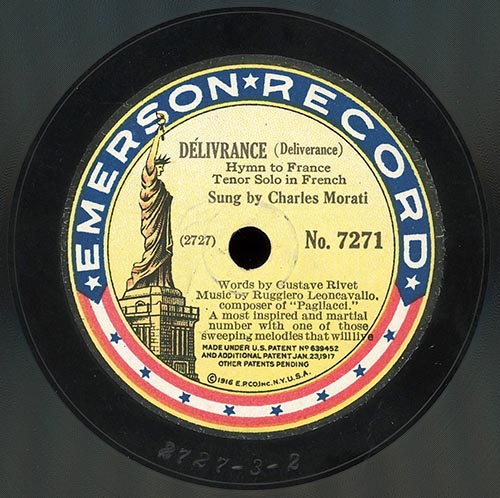 EMERSON★RECORD
DÉLIVRANCE (Deliverance)
Hymn to France
Tenor Solo in French
Sung by Charles Morati
(2727) No. 7271
Words by Gustave Rivet
Music by Ruggiero Leoncavallo,
composer of "Pagliacci."
A most inspired and martial
number with one of those
sweeping melodies that will live
MADE UNDER U.S. PATENT Nº 639452
AND ADDITIONAL PATENT JAN. 23, 1917
OTHER PATENTS PENDING
©1916 E.P.CO.Inc. N.Y.U.S.A.
2727-3-2